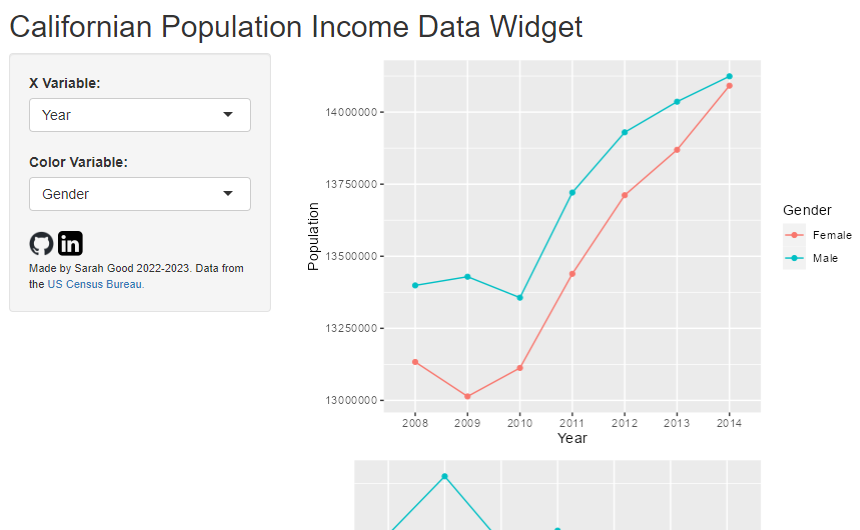 Californian Population Income Data Widget
X Variable:
Year
Color Variable:
Gender
in
Made by Sarah Good 2022-2023. Data from
the US Census Bureau.
14000000
13750000
13500000
13250000
13000000
Population
2008 2009 2010 2011 2012 2013 2014
Year
Gender
Female
Male